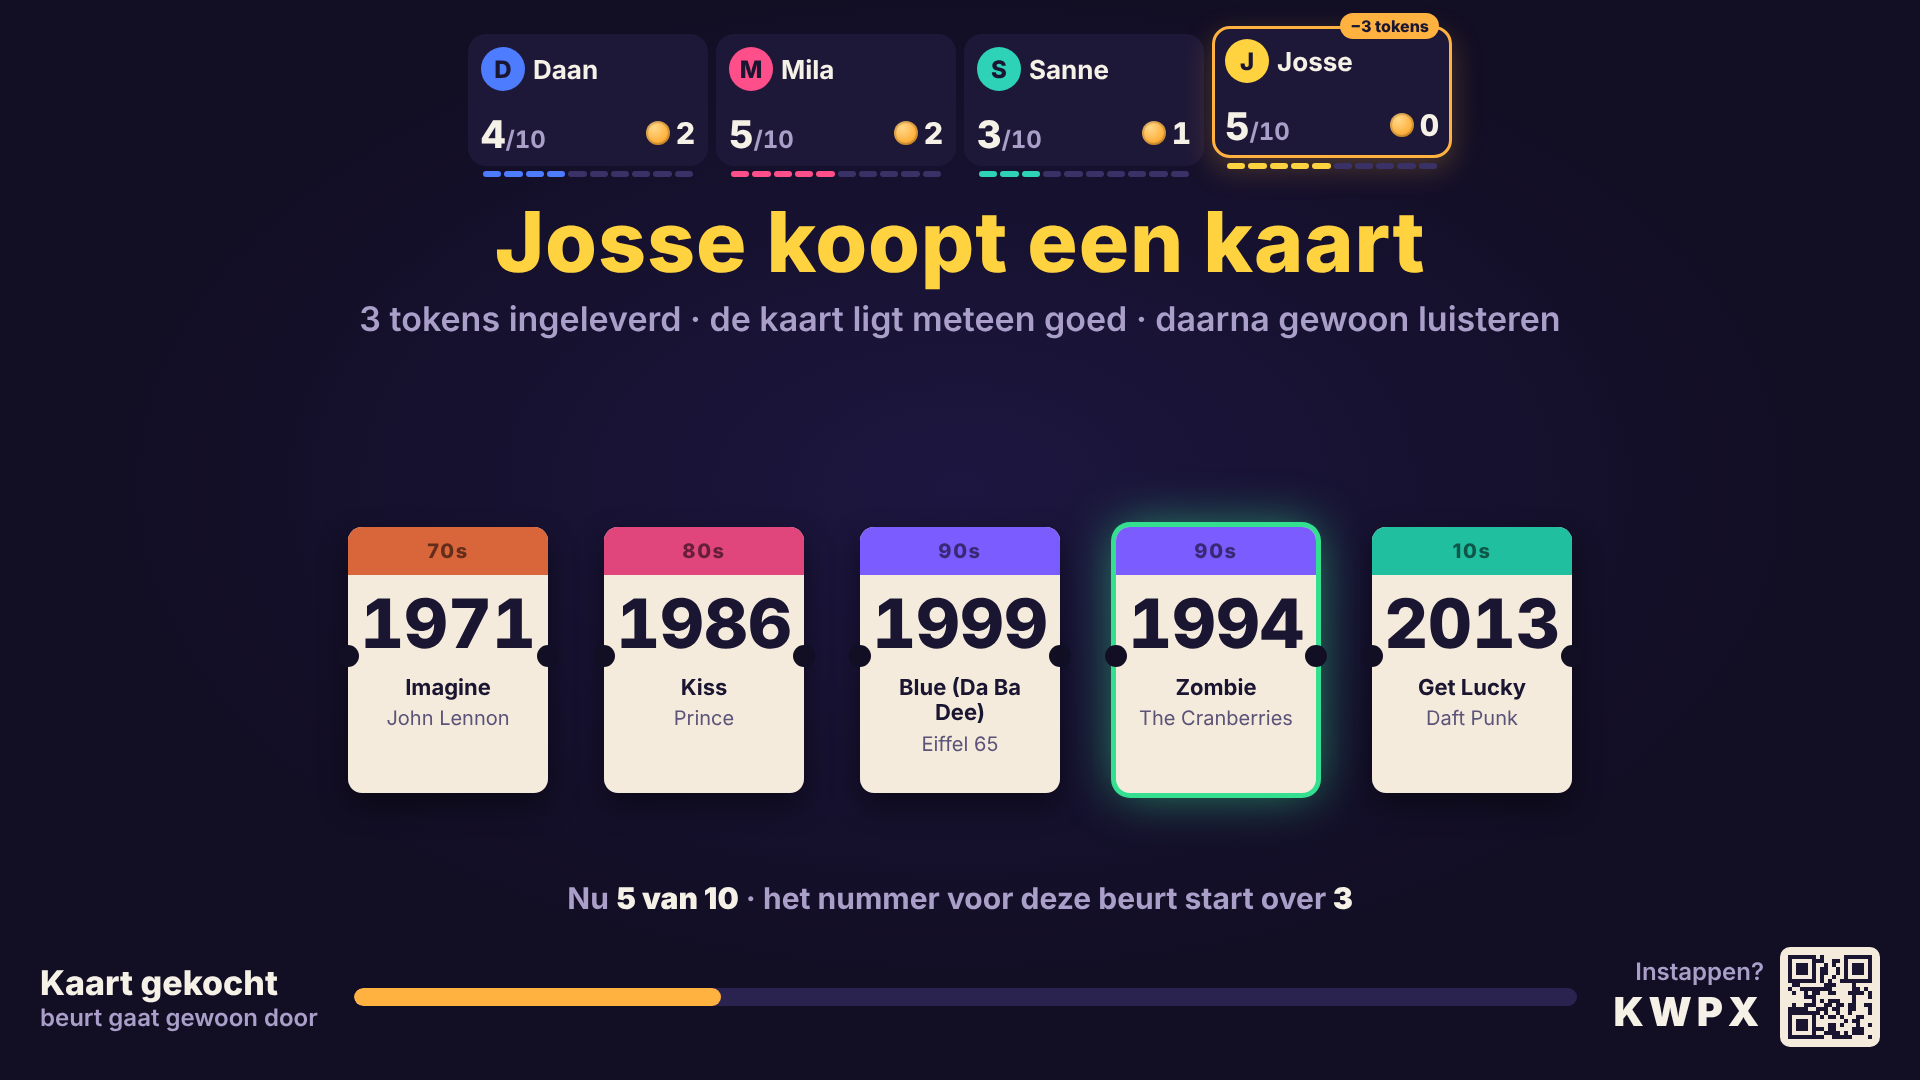 −3 tokens
D Daan
M Mila
S Sanne
J Josse
4/10 2
5/10 2
3/10 1
5/10 0
Josse koopt een kaart
3 tokens ingeleverd · de kaart ligt meteen goed · daarna gewoon luisteren
70s
1971
Imagine
John Lennon
80s
1986
Kiss
Prince
90s
1999
Blue (Da Ba
Dee)
Eiffel 65
90s
1994
Zombie
The Cranberries
10s
2013
Get Lucky
Daft Punk
Nu 5 van 10 · het nummer voor deze beurt start over 3
Kaart gekocht
beurt gaat gewoon door
Instappen?
KWPX